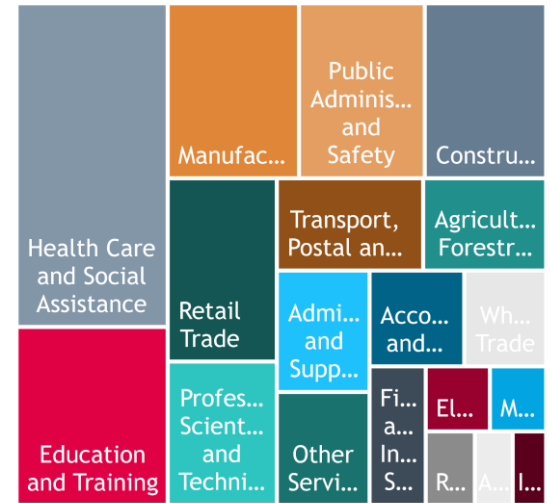 Health Care
and Social
Assistance
Education
and Training
Manufac...
Public
Adminis...
and
Safety
Constru...
Retail
Trade
Transport,
Postal an...
Agricult...
Forestr...
Profes...
Scient...
and
Techni...
Admi...
and
Supp...
Other
Servi...
Acco...
and...
Wh...
Trade
Fi...
a...
In...
S...
El...
M...
R...
A...
I...